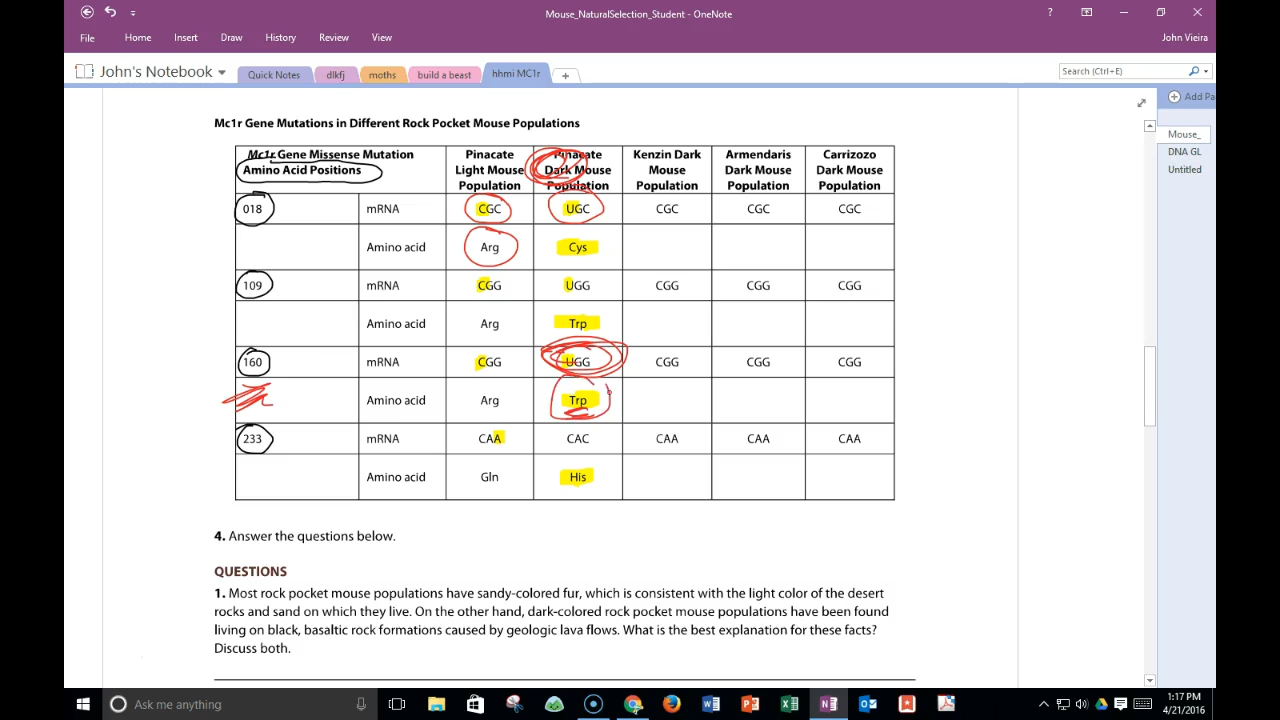 Mouse_NaturalSelection_Student - OneNote
?
File Home Insert Draw History Review View
John Vieira
John's Notebook
Quick Notes dlkfj moths build a beast hhmi MC1r +
Search (Ctrl+E)
Add Pa
Mouse_
DNA GL
Untitled
Mc1r Gene Mutations in Different Rock Pocket Mouse Populations
Mc1r Gene Missense Mutation
Amino Acid Positions
Pinacate
Light Mouse
Population
Pinacate
Dark Mouse
Population
Kenzin Dark
Mouse
Population
Armendaris
Dark Mouse
Population
Carrizozo
Dark Mouse
Population
018 mRNA CGC UGC CGC CGC CGC
Amino acid Arg Cys
109 mRNA CGG UGG CGG CGG CGG
Amino acid Arg Trp
160 mRNA CGG UGG CGG CGG CGG
Amino acid Arg Trp
233 mRNA CAA CAC CAA CAA CAA
Amino acid Gln His
4. Answer the questions below.
QUESTIONS
1. Most rock pocket mouse populations have sandy-colored fur, which is consistent with the light color of the desert
rocks and sand on which they live. On the other hand, dark-colored rock pocket mouse populations have been found
living on black, basaltic rock formations caused by geologic lava flows. What is the best explanation for these facts?
Discuss both.
Ask me anything
1:17 PM
4/21/2016